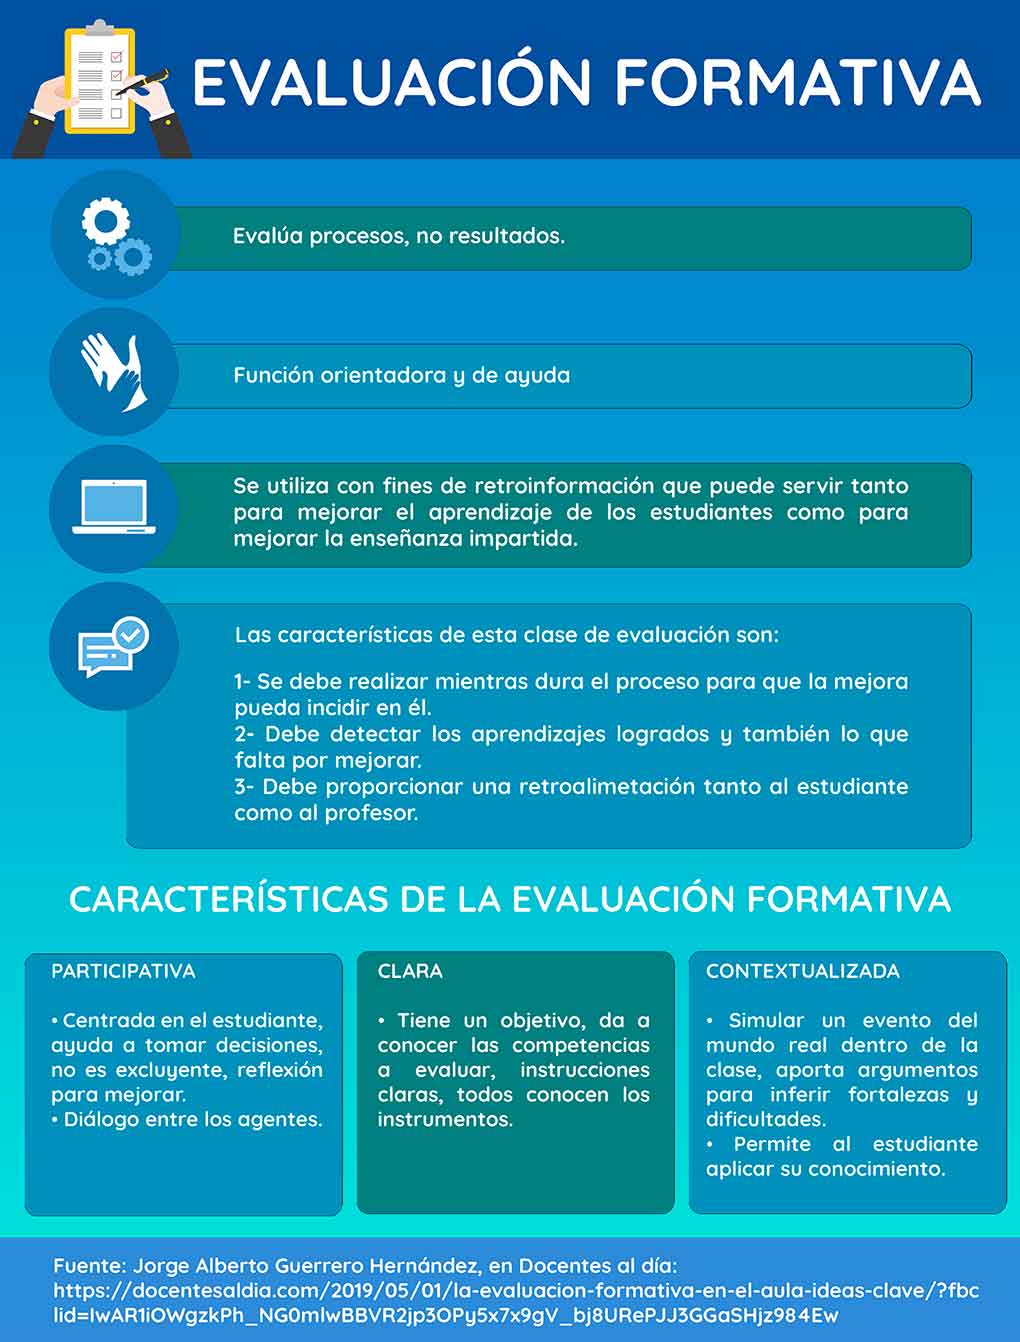 EVALUACIÓN FORMATIVA
Evalúa procesos, no resultados.
Función orientadora y de ayuda
Se utiliza con fines de retroinformación que puede servir tanto
para mejorar el aprendizaje de los estudiantes como para
mejorar la enseñanza impartida.
Las características de esta clase de evaluación son:
1- Se debe realizar mientras dura el proceso para que la mejora
pueda incidir en él.
2- Debe detectar los aprendizajes logrados y también lo que
falta por mejorar.
3- Debe proporcionar una retroalimetación tanto al estudiante
como al profesor.
CARACTERÍSTICAS DE LA EVALUACIÓN FORMATIVA
PARTICIPATIVA
• Centrada en el estudiante,
ayuda a tomar decisiones,
no es excluyente, reflexión
para mejorar.
• Diálogo entre los agentes.
CLARA
• Tiene un objetivo, da a
conocer las competencias
a evaluar, instrucciones
claras, todos conocen los
instrumentos.
CONTEXTUALIZADA
• Simular un evento del
mundo real dentro de la
clase, aporta argumentos
para inferir fortalezas y
dificultades.
• Permite al estudiante
aplicar su conocimiento.
Fuente: Jorge Alberto Guerrero Hernández, en Docentes al día:
https://docentesaldia.com/2019/05/01/la-evaluacion-formativa-en-el-aula-ideas-clave/?fbc
lid=IwAR1iOWgzkPh_NG0mlwBBVR2jp3OPy5x7x9gV_bj8URePJJ3GGaSHjz984Ew